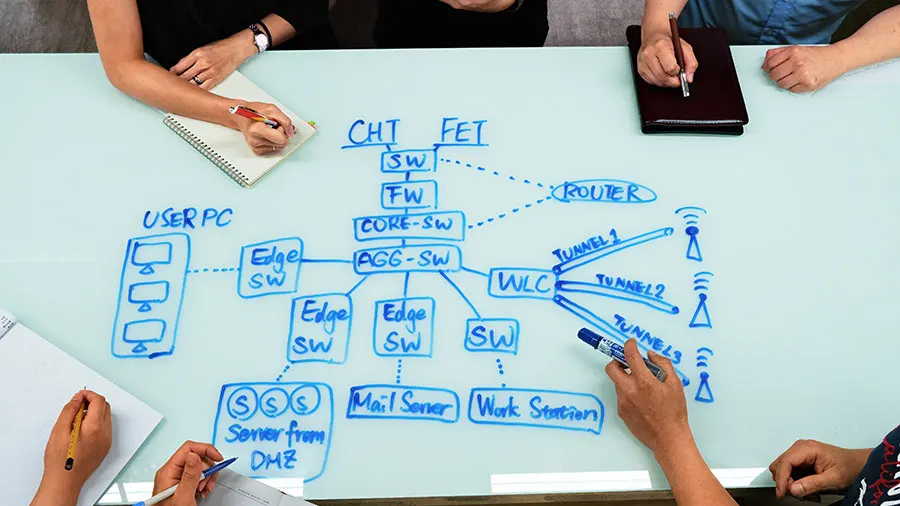 CHT FET
SW
FW
ROUTER
CORE-SW
USER PC
Edge
SW
AGG-SW
WLC
TUNNEL1
TUNNEL2
TUNNEL3
Edge
SW
Edge
SW
SW
S S S
Server from
DMZ
Mail Server
Work Station